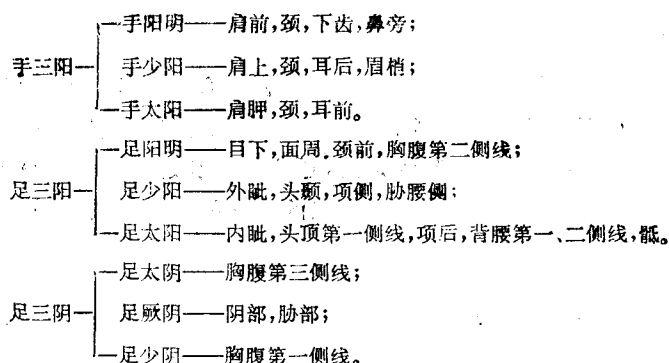 手三阳
手阳明——肩前,颈,下齿,鼻旁;
手少阳——肩上,颈,耳后,眉梢;
手太阳——肩胛,颈,耳前。
足三阳
足阳明——目下,面周,颈前,胸腹第二侧线;
足少阳——外眦,头颞,项侧,胁腰侧;
足太阳——内眦,头顶第一侧线,项后,背腰第一、二侧线,骶。
足三阴
足太阴——胸腹第三侧线;
足厥阴——阴部,胁部;
足少阴——胸腹第一侧线。